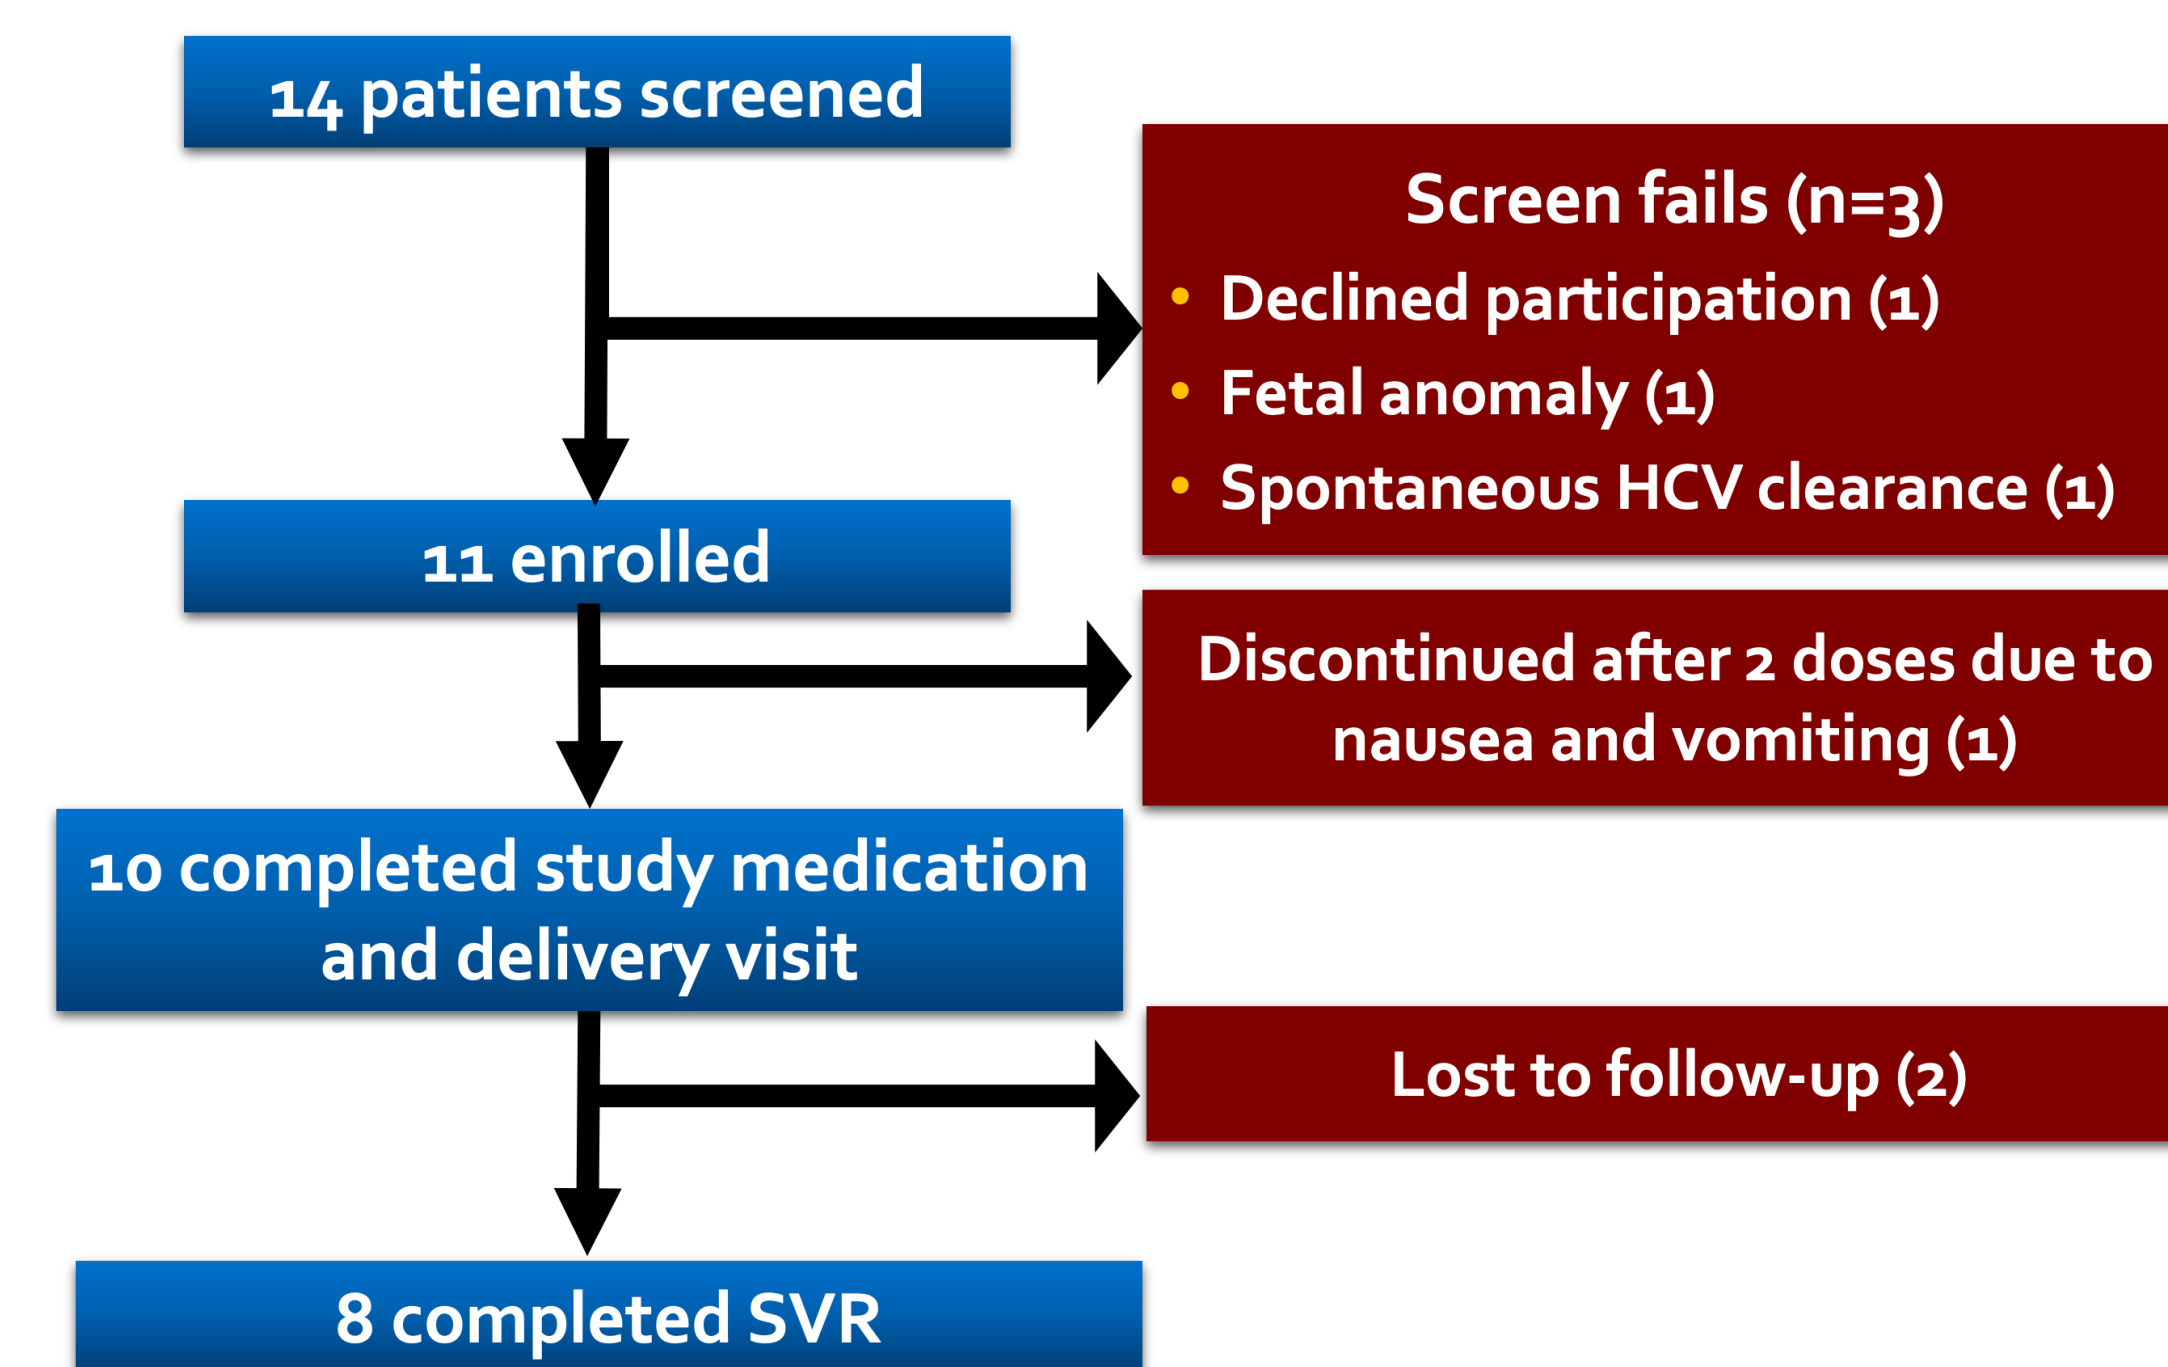 14 patients screened
Screen fails (n=3)
• Declined participation (1)
• Fetal anomaly (1)
• Spontaneous HCV clearance (1)
11 enrolled
Discontinued after 2 doses due to
nausea and vomiting (1)
10 completed study medication
and delivery visit
Lost to follow-up (2)
8 completed SVR